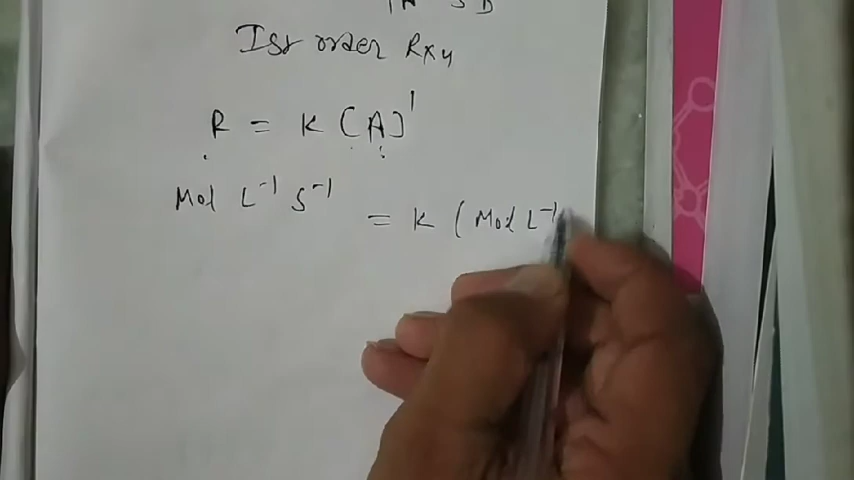 Ist order Rxn
R = K [A]¹
Mol L⁻¹ S⁻¹
= K (Mol L⁻¹